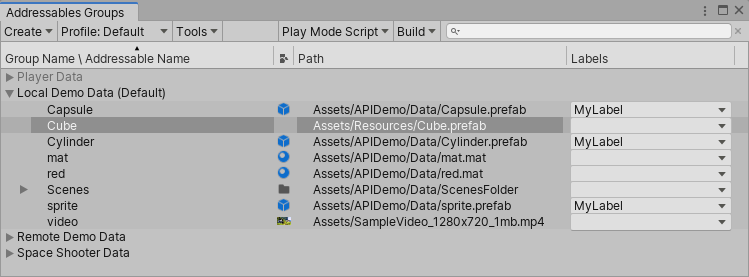 Addressables Groups
Create Profile: Default Tools Play Mode Script Build
Group Name \ Addressable Name Path Labels
Player Data
Local Demo Data (Default)
Capsule Assets/APIDemo/Data/Capsule.prefab MyLabel
Cube Assets/Resources/Cube.prefab
Cylinder Assets/APIDemo/Data/Cylinder.prefab MyLabel
mat Assets/APIDemo/Data/mat.mat
red Assets/APIDemo/Data/red.mat
Scenes Assets/APIDemo/Data/ScenesFolder
sprite Assets/APIDemo/Data/sprite.prefab MyLabel
video Assets/SampleVideo_1280x720_1mb.mp4
Remote Demo Data
Space Shooter Data